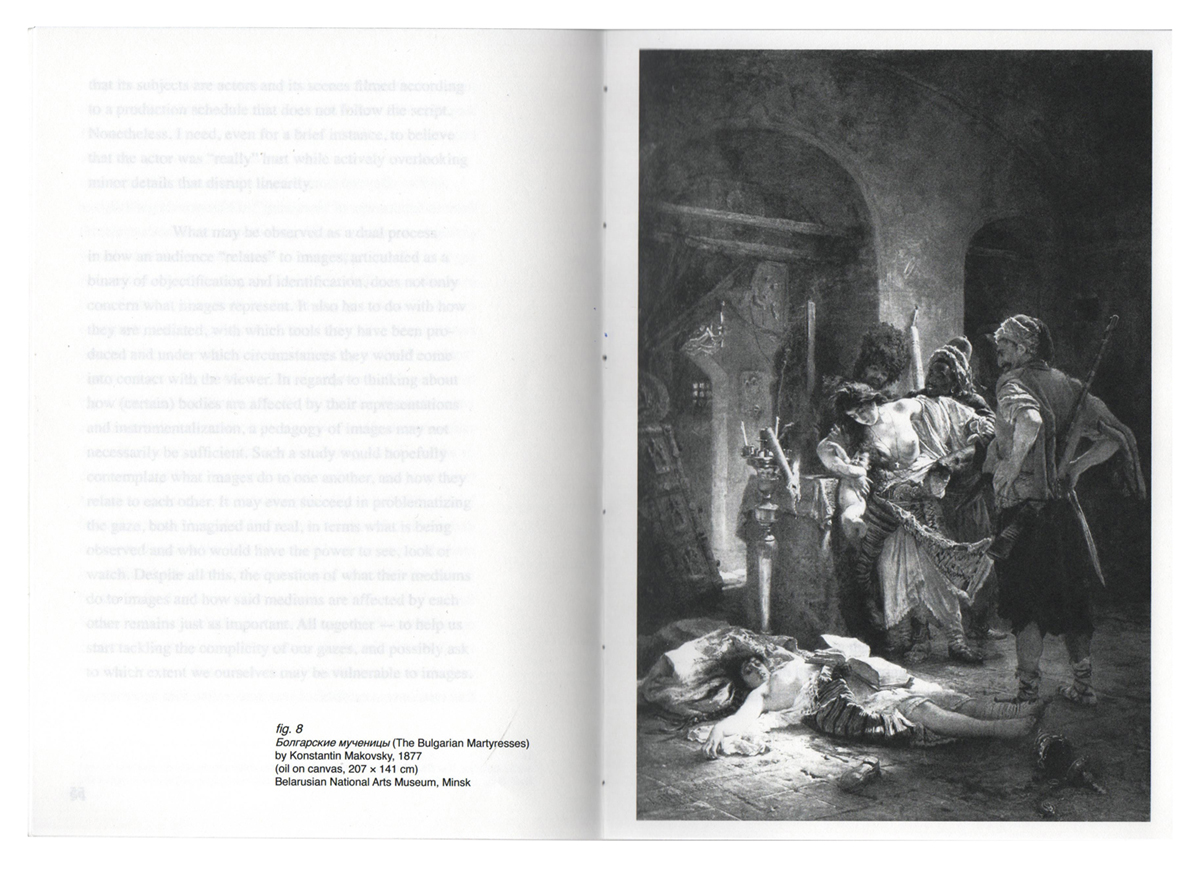 that its subjects are actors and its scenes filmed according
to a production schedule that does not follow the script.
Nonetheless, I need, even for a brief instance, to believe
that the actor was “really” hurt while actively overlooking
minor details that disrupt linearity.
What may be observed as a dual process
in how an audience “relates” to images, articulated as a
binary of objectification and identification, does not only
concern what images represent. It also has to do with how
they are mediated, with which tools they have been pro-
duced and under which circumstances they would come
into contact with the viewer. In regards to thinking about
how (certain) bodies are affected by their representations
and instrumentalization, a pedagogy of images may not
necessarily be sufficient. Such a study would hopefully
contemplate what images do to one another, and how they
relate to each other. It may even succeed in problematizing
the gaze, both imagined and real, in terms what is being
observed and who would have the power to see, look or
watch. Despite all this, the question of what their mediums
do to images and how said mediums are affected by each
other remains just as important. All together — to help us
start tackling the complicity of our gazes, and possibly ask
to which extent we ourselves may be vulnerable to images.
fig. 8
Болгарские мученицы (The Bulgarian Martyresses)
by Konstantin Makovsky, 1877
(oil on canvas, 207 × 141 cm)
Belarusian National Arts Museum, Minsk